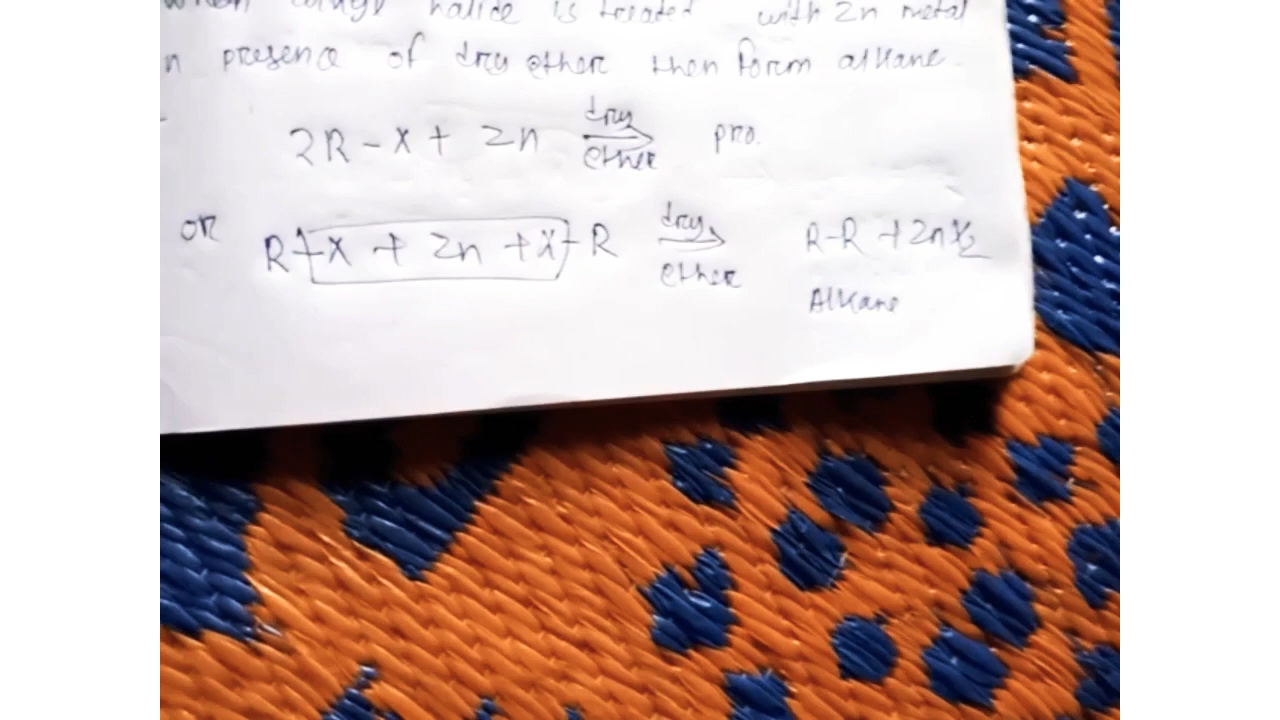 halide is treated with Zn metal
n presence of dry ether then form alkane.
2R-X + Zn dry ether → pro.
or R-X + Zn + X-R dry ether → R-R + ZnX2
Alkane